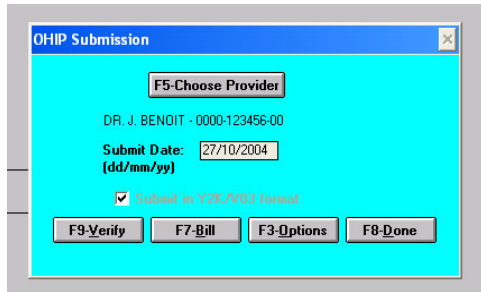 OHIP Submission
F5-Choose Provider
DR. J. BENOIT - 0000-123456-00
Submit Date: 27/10/2004
(dd/mm/yy)
Submit in Y2K/V03 format
F9-Verify F7-Bill F3-Options F8-Done